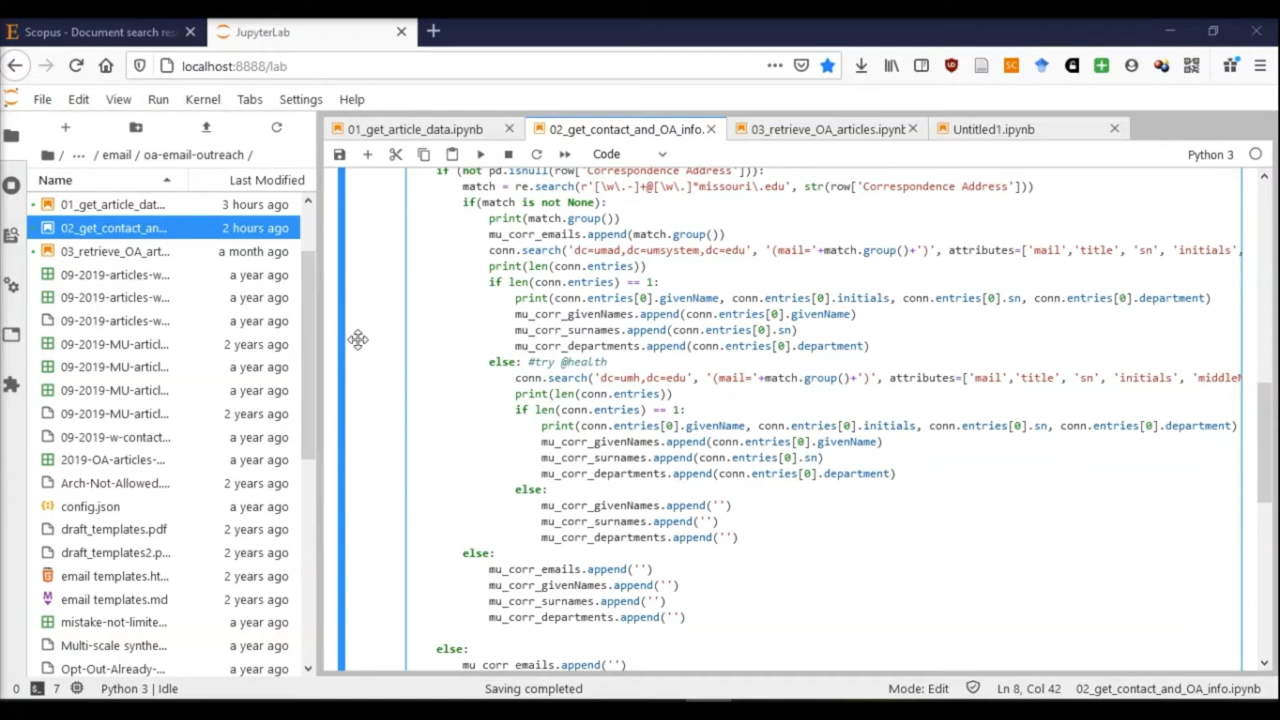 Scopus - Document search res
JupyterLab
localhost:8888/lab
File Edit View Run Kernel Tabs Settings Help
01_get_article_data.ipynb
02_get_contact_and_OA_info.
03_retrieve_OA_articles.ipynb
Untitled1.ipynb
/ ... / email / oa-email-outreach /
Code
Python 3
Name Last Modified
01_get_article_dat... 3 hours ago
02_get_contact_an... 2 hours ago
03_retrieve_OA_art... a month ago
09-2019-articles-w... a year ago
09-2019-articles-w... a year ago
09-2019-articles-w... a year ago
09-2019-MU-articl... 2 years ago
09-2019-MU-articl... a year ago
09-2019-MU-articl... a year ago
09-2019-MU-articl... 2 years ago
09-2019-w-contact... a year ago
2019-OA-articles-... a year ago
Arch-Not-Allowed.... 2 years ago
config.json a year ago
draft_templates.pdf 2 years ago
draft_templates2.p... 2 years ago
email templates.ht... 2 years ago
email templates.md 2 years ago
mistake-not-limite... a year ago
Multi-scale synthe... a year ago
Opt-Out-Already-... a year ago
if (not pd.isnull(row['Correspondence Address'])):
match = re.search(r'[\w\.-]+@[\w\.]*missouri\.edu', str(row['Correspondence Address']))
if(match is not None):
print(match.group())
mu_corr_emails.append(match.group())
conn.search('dc=umad,dc=umsystem,dc=edu', '(mail='+match.group()+')', attributes=['mail','title', 'sn', 'initials',
print(len(conn.entries))
if len(conn.entries) == 1:
print(conn.entries[0].givenName, conn.entries[0].initials, conn.entries[0].sn, conn.entries[0].department)
mu_corr_givenNames.append(conn.entries[0].givenName)
mu_corr_surnames.append(conn.entries[0].sn)
mu_corr_departments.append(conn.entries[0].department)
else: #try @health
conn.search('dc=umh,dc=edu', '(mail='+match.group()+')', attributes=['mail','title', 'sn', 'initials', 'middleN
print(len(conn.entries))
if len(conn.entries) == 1:
print(conn.entries[0].givenName, conn.entries[0].initials, conn.entries[0].sn, conn.entries[0].department)
mu_corr_givenNames.append(conn.entries[0].givenName)
mu_corr_surnames.append(conn.entries[0].sn)
mu_corr_departments.append(conn.entries[0].department)
else:
mu_corr_givenNames.append('')
mu_corr_surnames.append('')
mu_corr_departments.append('')
else:
mu_corr_emails.append('')
mu_corr_givenNames.append('')
mu_corr_surnames.append('')
mu_corr_departments.append('')
else:
mu_corr_emails.append('')
0 7 Python 3 | Idle Saving completed Mode: Edit Ln 8, Col 42 02_get_contact_and_OA_info.ipynb